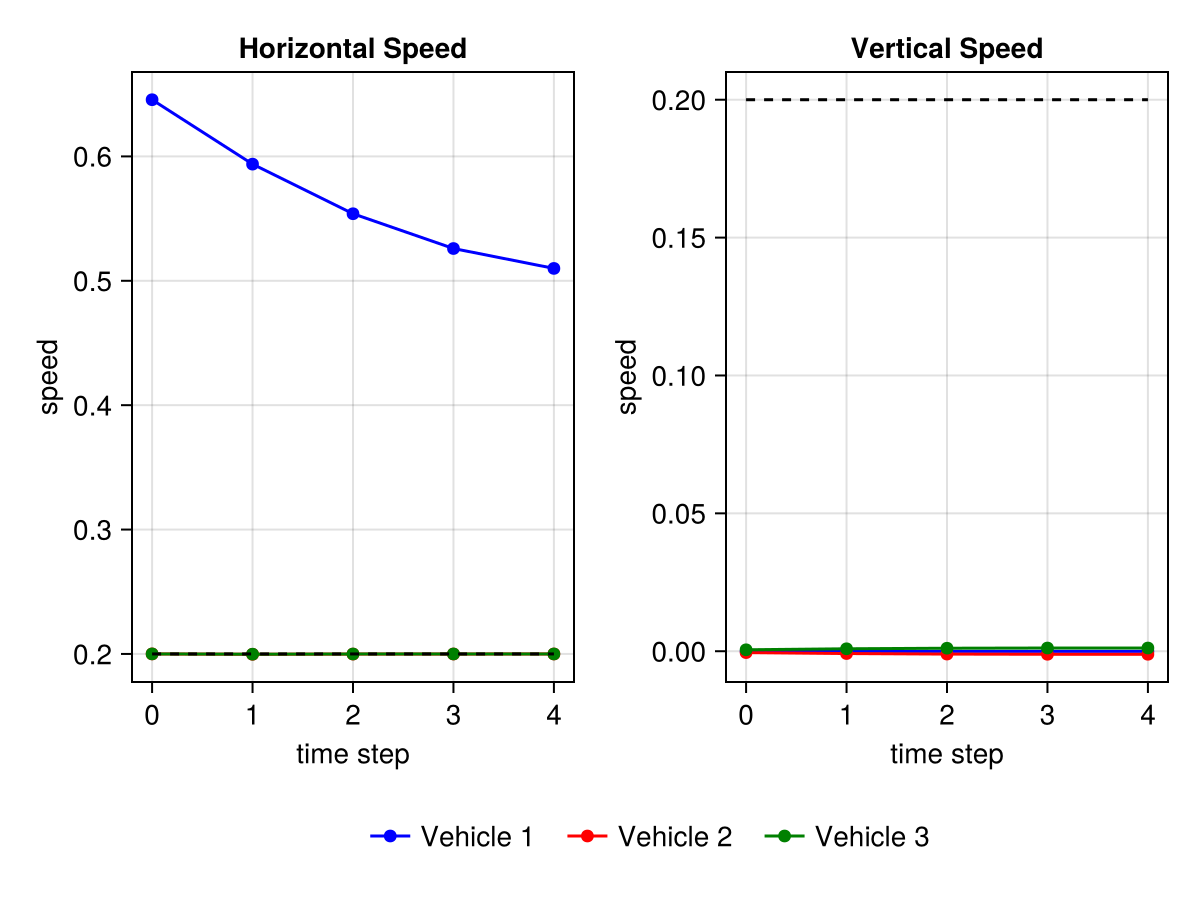 Horizontal Speed
speed
0.6
0.5
0.4
0.3
0.2
0 1 2 3 4
time step
Vertical Speed
speed
0.20
0.15
0.10
0.05
0.00
0 1 2 3 4
time step
Vehicle 1 Vehicle 2 Vehicle 3